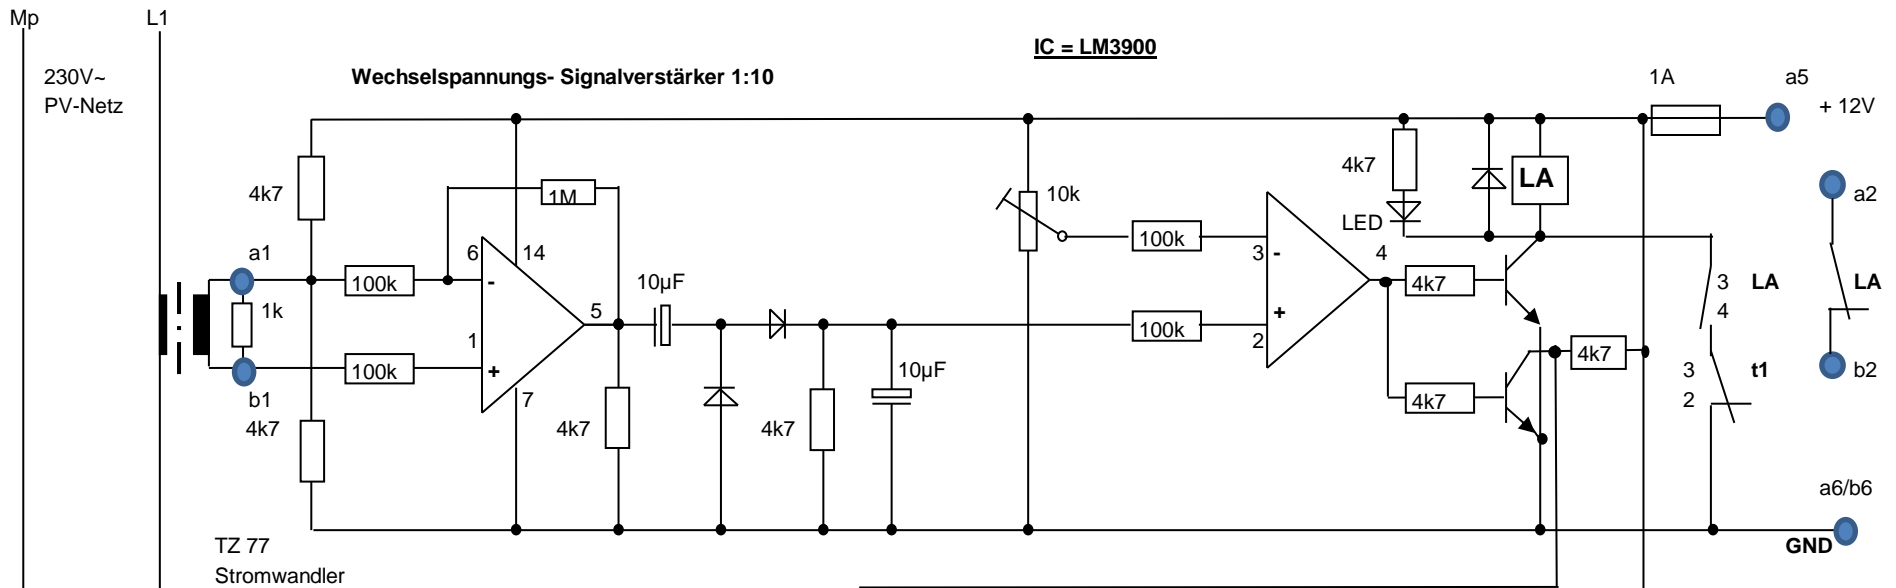 Mp
L1
IC = LM3900
230V~
PV-Netz
Wechselspannungs- Signalverstärker 1:10
1A
a5
+ 12V
4k7
1M
10k
4k7
LA
a2
LED
a1
6
14
10µF
100k
3
-
4
100k
-
4k7
3
LA
LA
1k
5
4
1
+
100k
2
4k7
100k
+
10µF
3
t1
b2
b1
7
4k7
2
4k7
4k7
4k7
a6/b6
TZ 77
GND
Stromwandler